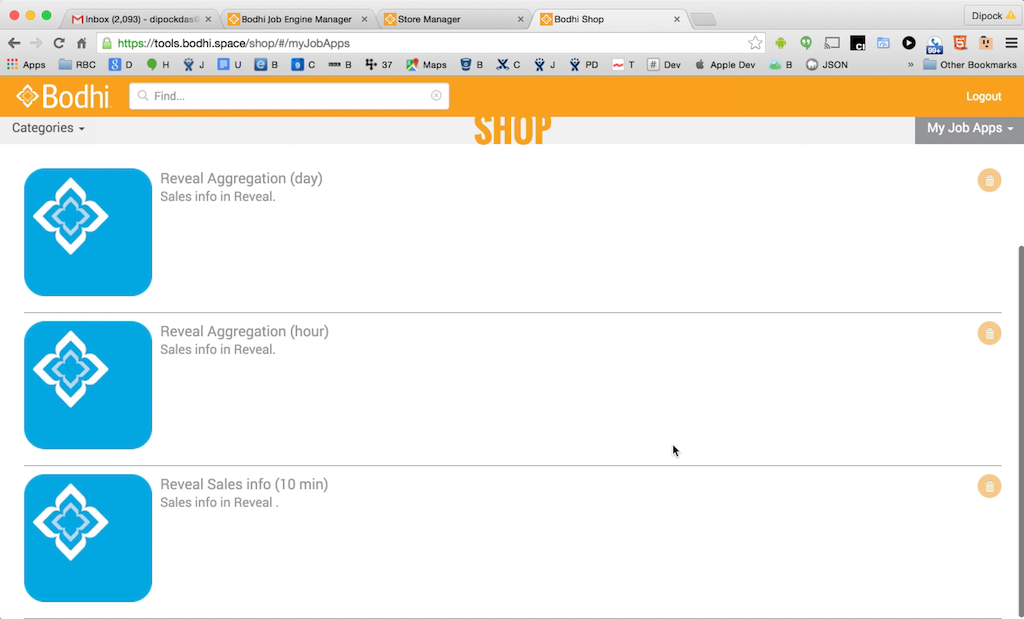 Inbox (2,093) - dipockdas@
Bodhi Job Engine Manager
Store Manager
Bodhi Shop
Dipock
https://tools.bodhi.space/shop/#/myJobApps
Apps RBC D H J U B C B 37 Maps B C J PD T Dev Apple Dev B JSON » Other Bookmarks
Bodhi
Find...
Logout
Categories
SHOP
My Job Apps
Reveal Aggregation (day)
Sales info in Reveal.
Reveal Aggregation (hour)
Sales info in Reveal.
Reveal Sales info (10 min)
Sales info in Reveal .